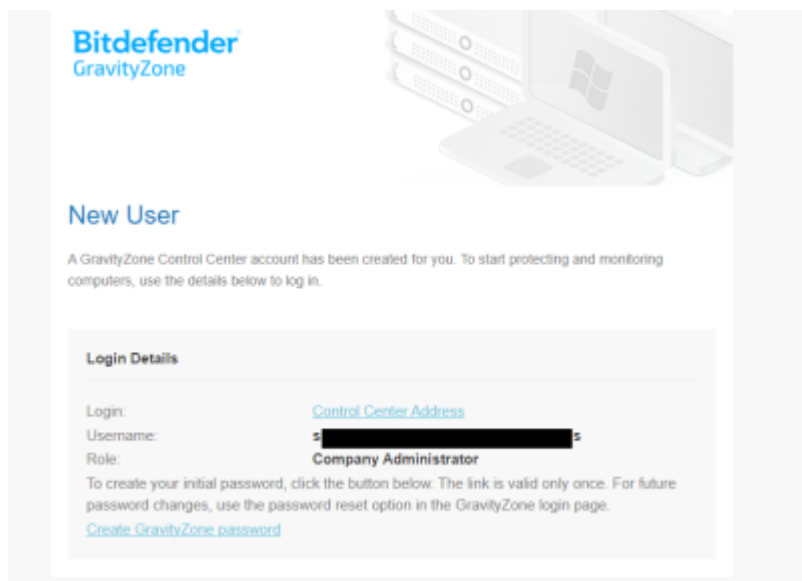 Bitdefender
GravityZone
New User
A GravityZone Control Center account has been created for you. To start protecting and monitoring
computers, use the details below to log in.
Login Details
Login: Control Center Address
Username: s s
Role: Company Administrator
To create your initial password, click the button below. The link is valid only once. For future
password changes, use the password reset option in the GravityZone login page.
Create GravityZone password